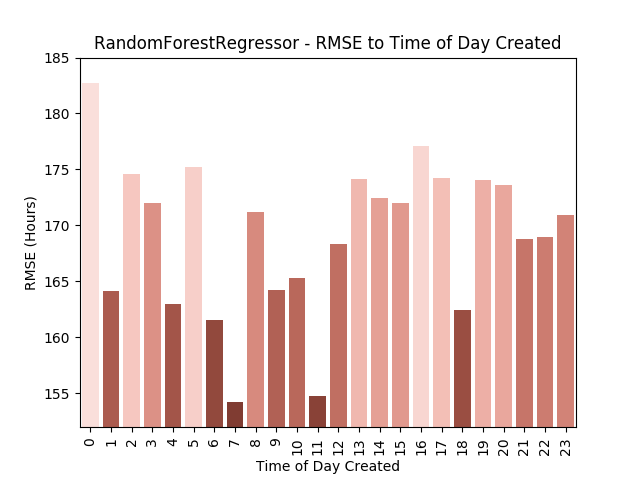 RandomForestRegressor - RMSE to Time of Day Created
RMSE (Hours)
185
180
175
170
165
160
155
0 1 2 3 4 5 6 7 8 9 10 11 12 13 14 15 16 17 18 19 20 21 22 23
Time of Day Created